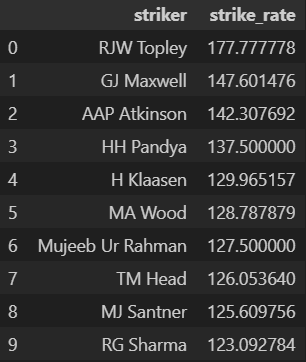 striker strike_rate
0 RJW Topley 177.777778
1 GJ Maxwell 147.601476
2 AAP Atkinson 142.307692
3 HH Pandya 137.500000
4 H Klaasen 129.965157
5 MA Wood 128.787879
6 Mujeeb Ur Rahman 127.500000
7 TM Head 126.053640
8 MJ Santner 125.609756
9 RG Sharma 123.092784